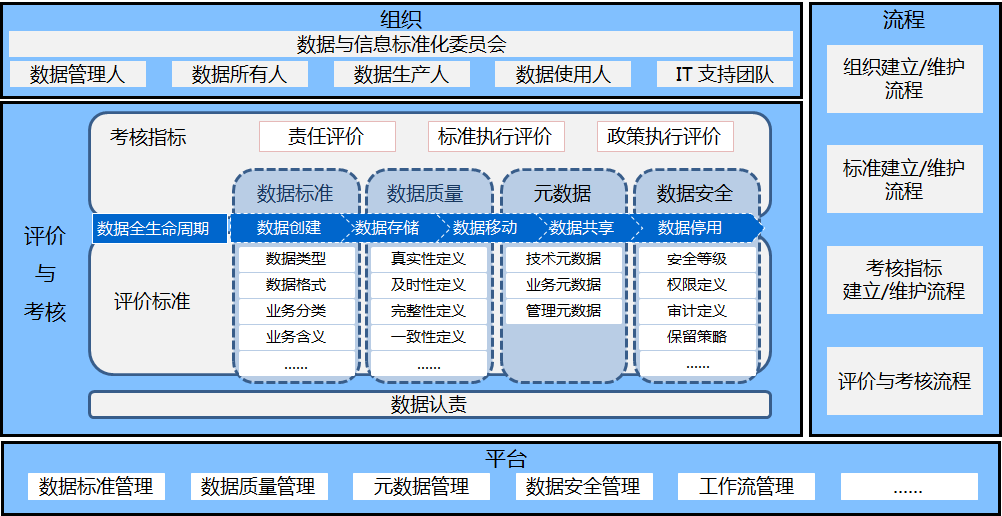 组织
数据与信息标准化委员会
数据管理人
数据所有人
数据生产人
数据使用人
IT 支持团队
评价
与
考核
考核指标
责任评价
标准执行评价
政策执行评价
数据标准
数据质量
元数据
数据安全
数据全生命周期
数据创建
数据存储
数据移动
数据共享
数据停用
评价标准
数据类型
数据格式
业务分类
业务含义
......
真实性定义
及时性定义
完整性定义
一致性定义
......
技术元数据
业务元数据
管理元数据
安全等级
权限定义
审计定义
保留策略
......
数据认责
流程
组织建立/维护
流程
标准建立/维护
流程
考核指标
建立/维护流程
评价与考核流程
平台
数据标准管理
数据质量管理
元数据管理
数据安全管理
工作流管理
......